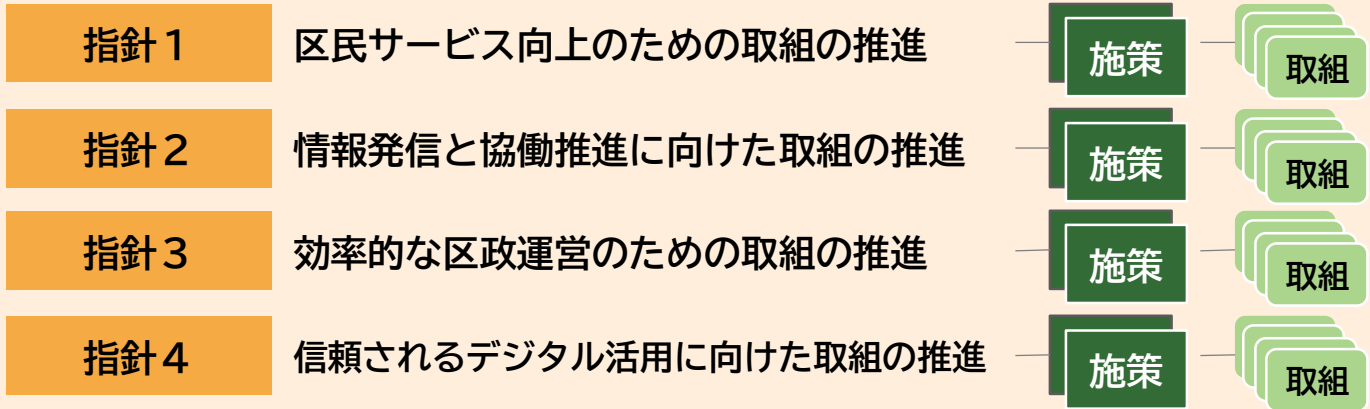 指針1 区民サービス向上のための取組の推進 施策 取組
指針2 情報発信と協働推進に向けた取組の推進 施策 取組
指針3 効率的な区政運営のための取組の推進 施策 取組
指針4 信頼されるデジタル活用に向けた取組の推進 施策 取組